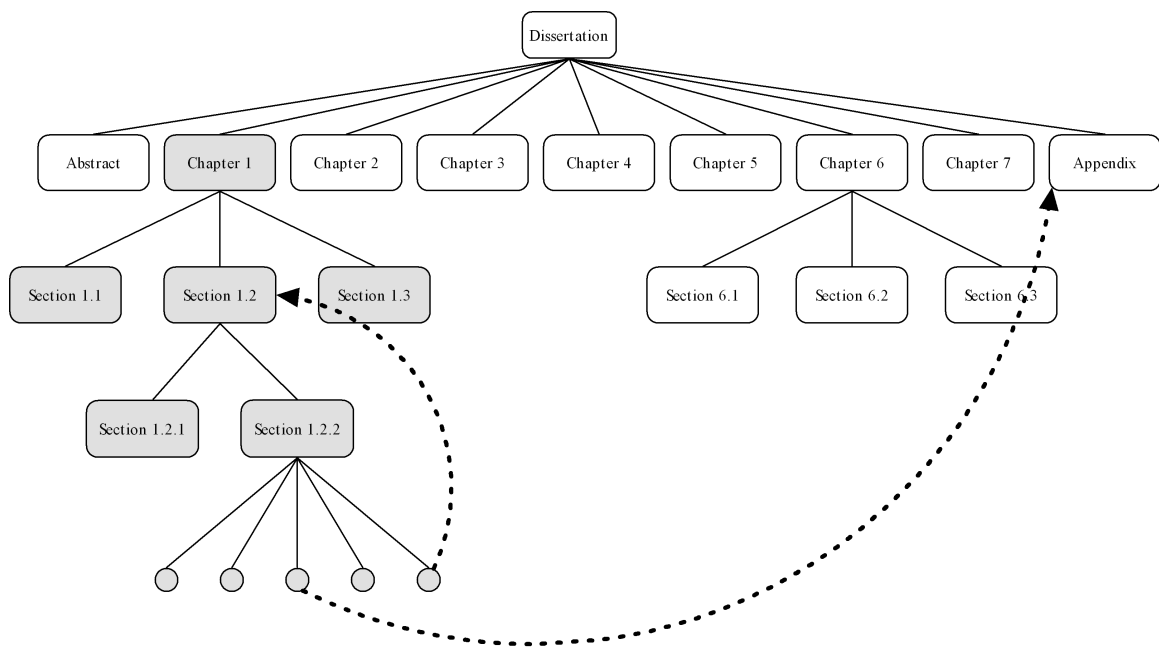 Dissertation
Abstract
Chapter 1
Chapter 2
Chapter 3
Chapter 4
Chapter 5
Chapter 6
Chapter 7
Appendix
Section 1.1
Section 1.2
Section 1.3
Section 6.1
Section 6.2
Section 6.3
Section 1.2.1
Section 1.2.2